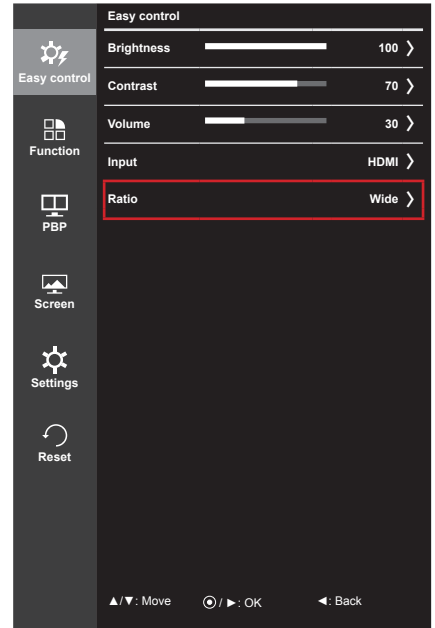 Easy control
Easy control
Function
PBP
Screen
Settings
Reset
Brightness 100 ❯
Contrast 70 ❯
Volume 30 ❯
Input HDMI ❯
Ratio Wide ❯
▲/▼: Move ⦿/ ►: OK ◄: Back